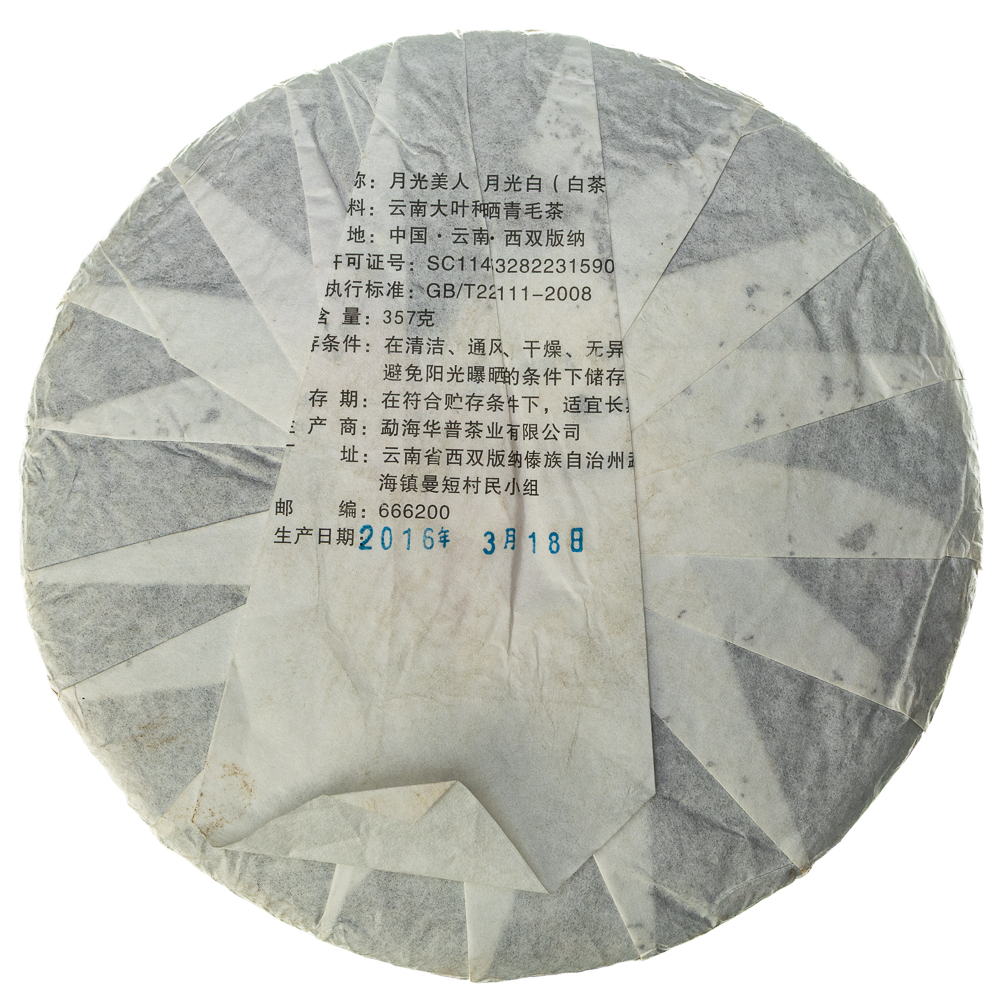 称：月光美人 月光白（白茶
料：云南大叶种晒青毛茶
地：中国·云南·西双版纳
许可证号：SC1143282231590
执行标准：GB/T22111-2008
含 量：357克
存条件：在清洁、通风、干燥、无异
避免阳光曝晒的条件下储存
存 期：在符合贮存条件下，适宜长期
生 产 商：勐海华普茶业有限公司
址：云南省西双版纳傣族自治州勐
海镇曼短村民小组
邮 编：666200
生产日期：2016年 3月18日